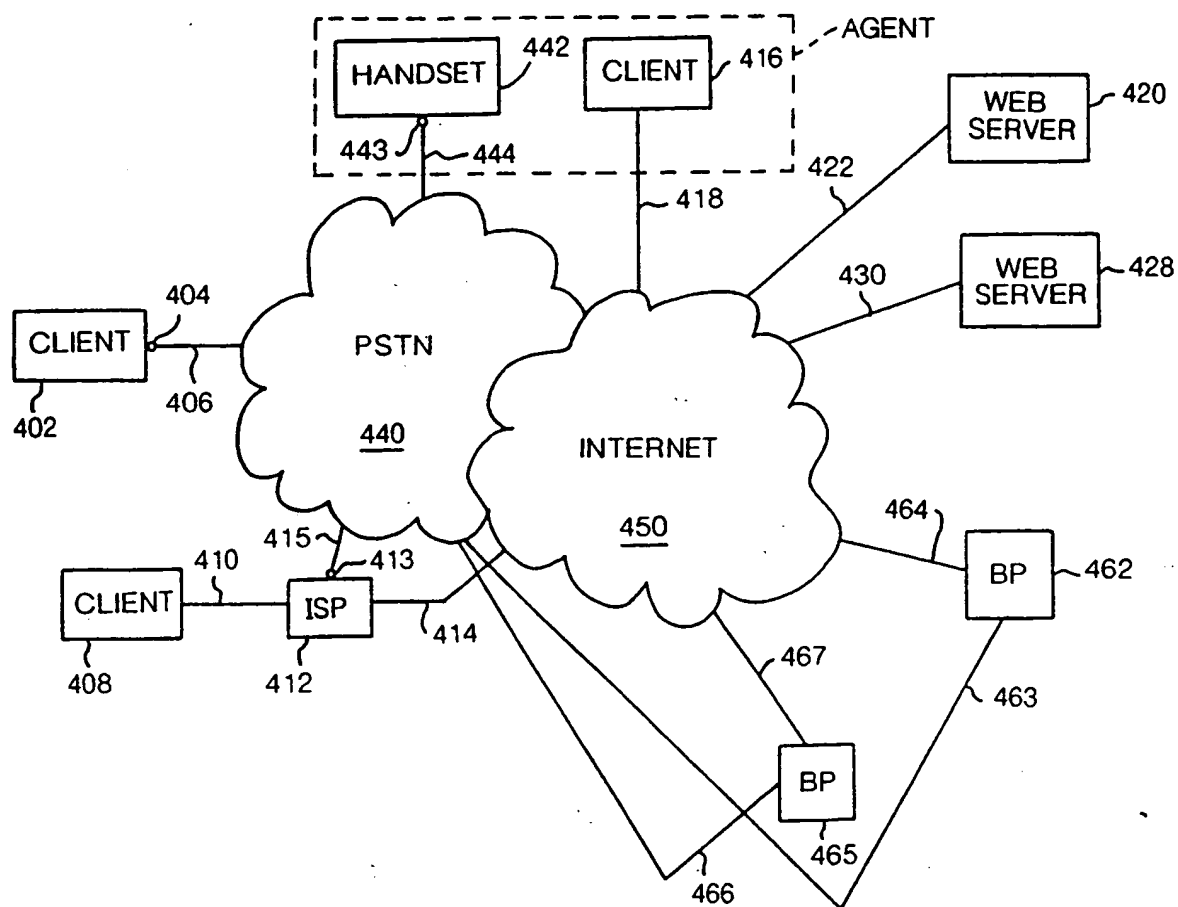 AGENT
HANDSET
442
CLIENT
416
WEB
SERVER
420
443
444
422
418
WEB
SERVER
428
430
404
CLIENT
406
402
PSTN
440
INTERNET
450
415
413
410
CLIENT
408
ISP
412
414
464
BP
462
467
463
BP
465
466